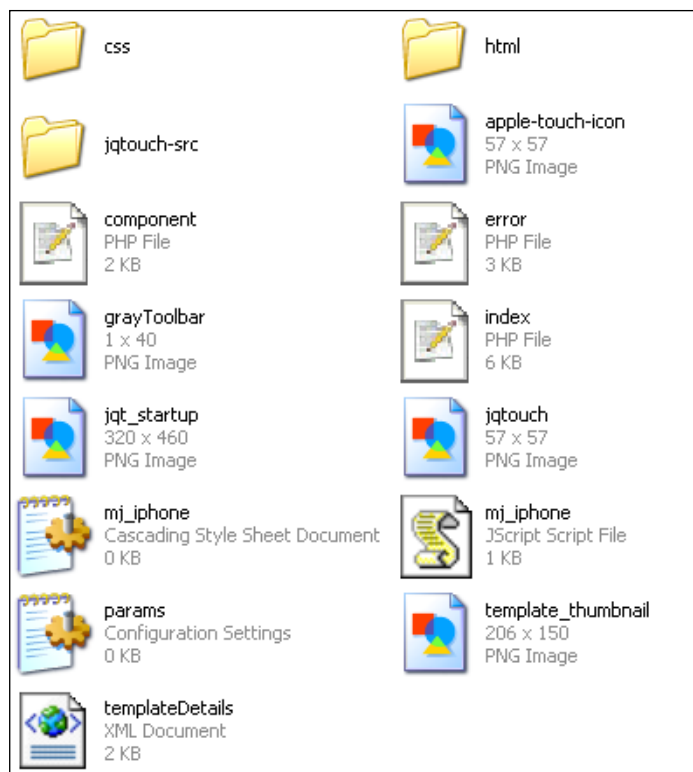 css
html
jqtouch-src
apple-touch-icon
57 x 57
PNG Image
component
PHP File
2 KB
error
PHP File
3 KB
grayToolbar
1 x 40
PNG Image
index
PHP File
6 KB
jqt_startup
320 x 460
PNG Image
jqtouch
57 x 57
PNG Image
mj_iphone
Cascading Style Sheet Document
0 KB
mj_iphone
JScript Script File
1 KB
params
Configuration Settings
0 KB
template_thumbnail
206 x 150
PNG Image
templateDetails
XML Document
2 KB